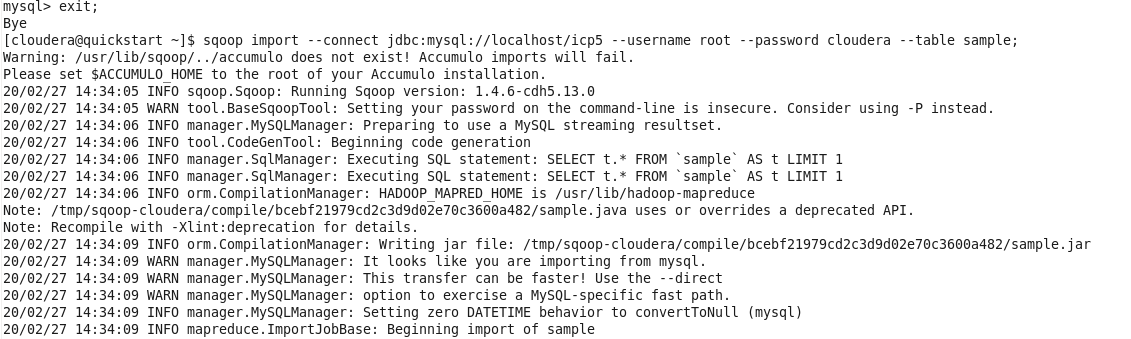 mysql> exit;
Bye
[cloudera@quickstart ~]$ sqoop import --connect jdbc:mysql://localhost/icp5 --username root --password cloudera --table sample;
Warning: /usr/lib/sqoop/../accumulo does not exist! Accumulo imports will fail.
Please set $ACCUMULO_HOME to the root of your Accumulo installation.
20/02/27 14:34:05 INFO sqoop.Sqoop: Running Sqoop version: 1.4.6-cdh5.13.0
20/02/27 14:34:05 WARN tool.BaseSqoopTool: Setting your password on the command-line is insecure. Consider using -P instead.
20/02/27 14:34:06 INFO manager.MySQLManager: Preparing to use a MySQL streaming resultset.
20/02/27 14:34:06 INFO tool.CodeGenTool: Beginning code generation
20/02/27 14:34:06 INFO manager.SqlManager: Executing SQL statement: SELECT t.* FROM `sample` AS t LIMIT 1
20/02/27 14:34:06 INFO manager.SqlManager: Executing SQL statement: SELECT t.* FROM `sample` AS t LIMIT 1
20/02/27 14:34:06 INFO orm.CompilationManager: HADOOP_MAPRED_HOME is /usr/lib/hadoop-mapreduce
Note: /tmp/sqoop-cloudera/compile/bcebf21979cd2c3d9d02e70c3600a482/sample.java uses or overrides a deprecated API.
Note: Recompile with -Xlint:deprecation for details.
20/02/27 14:34:09 INFO orm.CompilationManager: Writing jar file: /tmp/sqoop-cloudera/compile/bcebf21979cd2c3d9d02e70c3600a482/sample.jar
20/02/27 14:34:09 WARN manager.MySQLManager: It looks like you are importing from mysql.
20/02/27 14:34:09 WARN manager.MySQLManager: This transfer can be faster! Use the --direct
20/02/27 14:34:09 WARN manager.MySQLManager: option to exercise a MySQL-specific fast path.
20/02/27 14:34:09 INFO manager.MySQLManager: Setting zero DATETIME behavior to convertToNull (mysql)
20/02/27 14:34:09 INFO mapreduce.ImportJobBase: Beginning import of sample